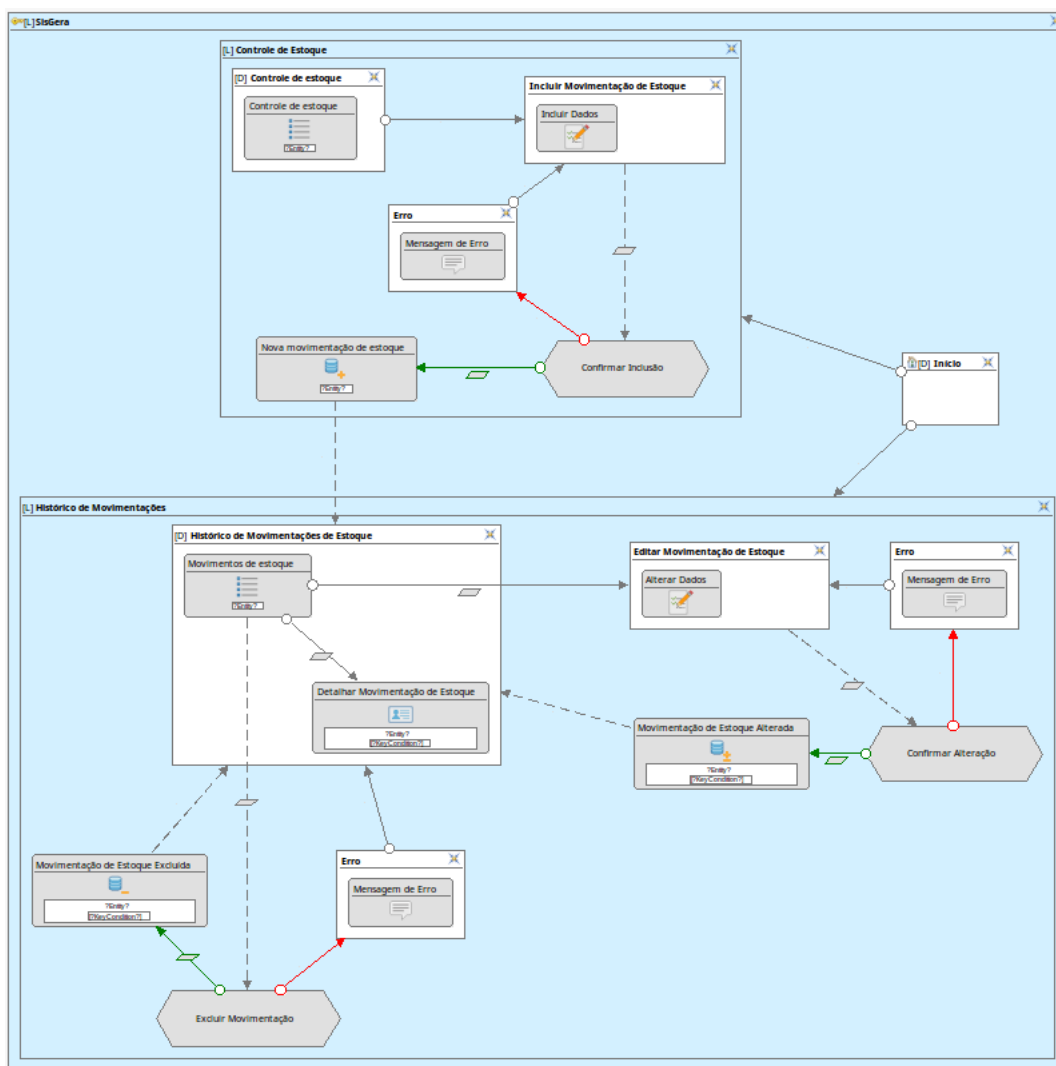 [L] SisGera
[L] Controle de Estoque
[D] Controle de estoque
Controle de estoque
?Entity?
Incluir Movimentação de Estoque
Incluir Dados
Erro
Mensagem de Erro
Nova movimentação de estoque
?Entity?
Confirmar Inclusão
[D] Início
[L] Histórico de Movimentações
[D] Histórico de Movimentações de Estoque
Movimentos de estoque
?Entity?
Detalhar Movimentação de Estoque
?Entity?
[?KeyCondition?]
Editar Movimentação de Estoque
Alterar Dados
Erro
Mensagem de Erro
Movimentação de Estoque Alterada
?Entity?
[?KeyCondition?]
Confirmar Alteração
Movimentação de Estoque Excluída
?Entity?
[?KeyCondition?]
Erro
Mensagem de Erro
Excluir Movimentação